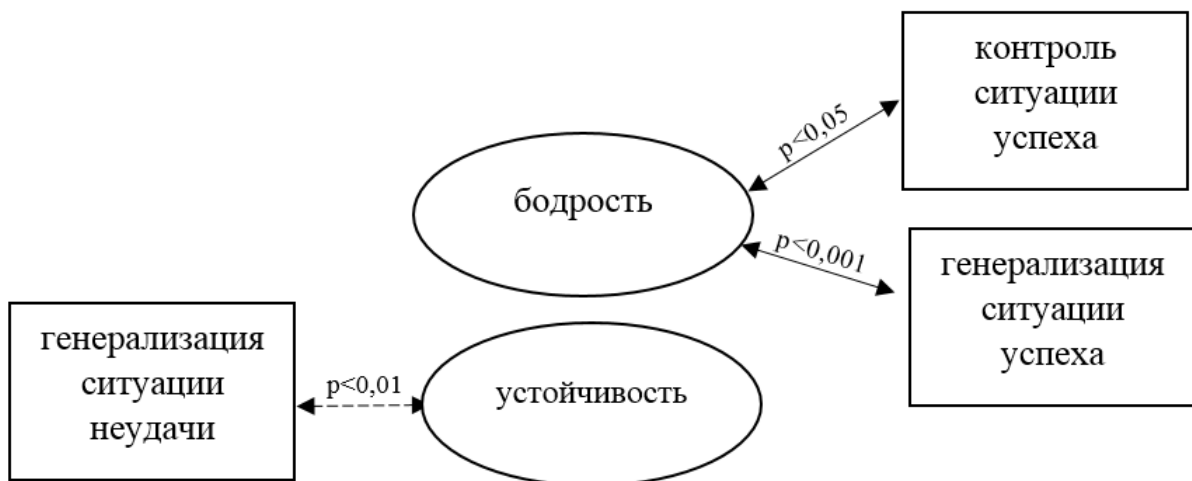 контроль
ситуации
успеха
p<0,05
бодрость
p<0,001
генерализация
ситуации
успеха
генерализация
ситуации
неудачи
p<0,01
устойчивость